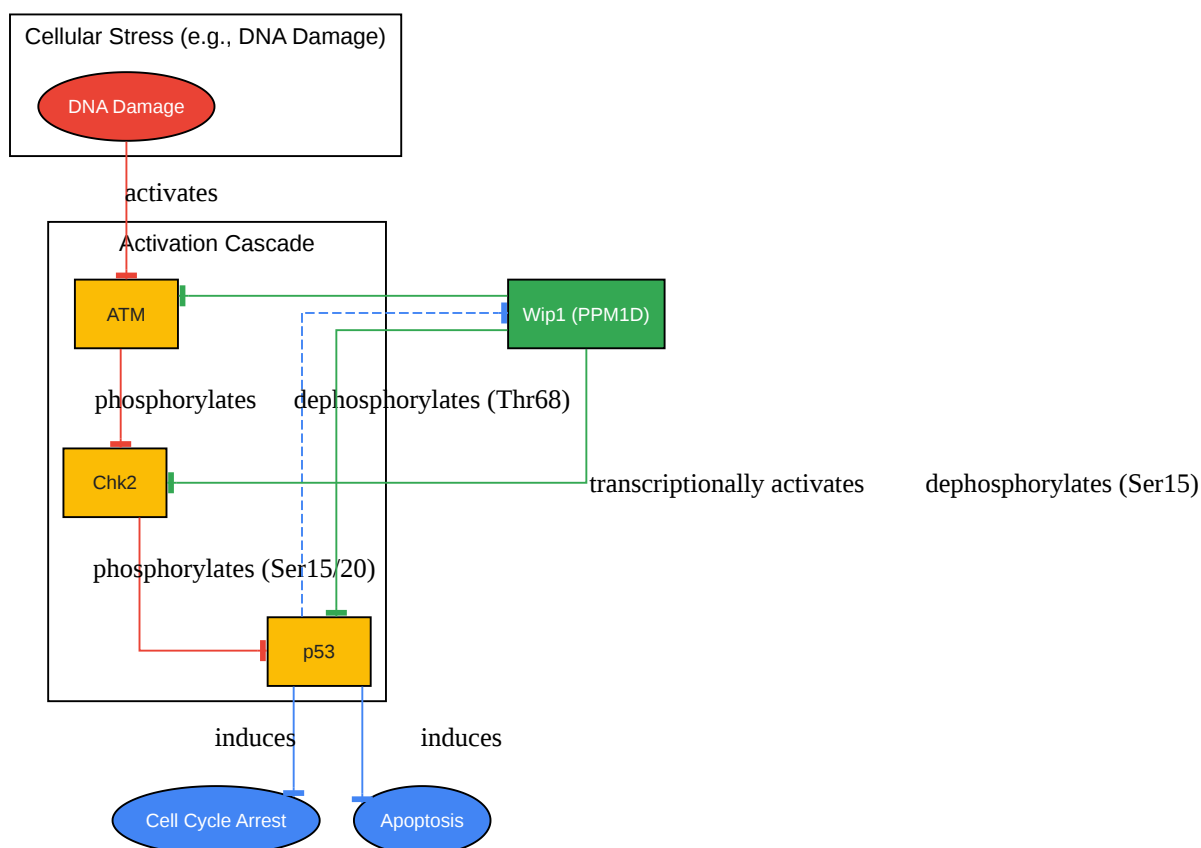 Cellular Stress (e.g., DNA Damage)
DNA Damage
activates
Activation Cascade
ATM
Wip1 (PPM1D)
phosphorylates
dephosphorylates (Thr68)
Chk2
transcriptionally activates
dephosphorylates (Ser15)
phosphorylates (Ser15/20)
p53
induces
induces
Cell Cycle Arrest
Apoptosis